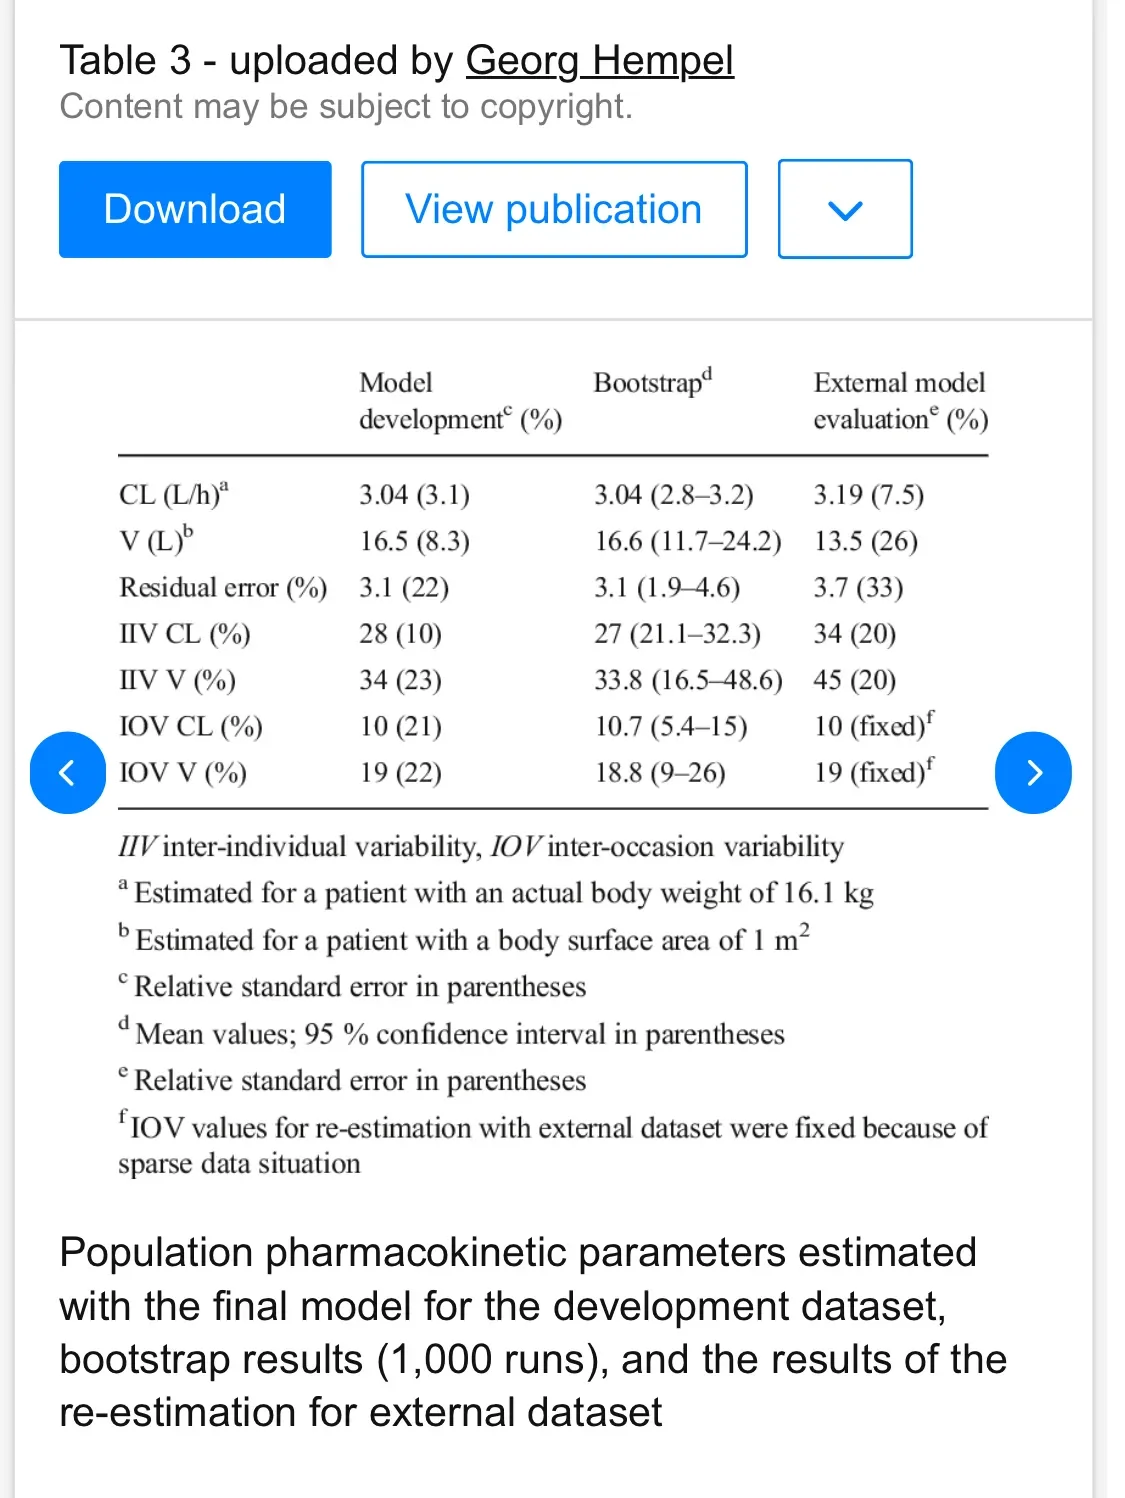 Table 3 - uploaded by Georg Hempel
Content may be subject to copyright.
Download View publication
Model Bootstrapᵈ External model
developmentᶜ (%) evaluationᵉ (%)
CL (L/h)ᵃ 3.04 (3.1) 3.04 (2.8–3.2) 3.19 (7.5)
V (L)ᵇ 16.5 (8.3) 16.6 (11.7–24.2) 13.5 (26)
Residual error (%) 3.1 (22) 3.1 (1.9–4.6) 3.7 (33)
IIV CL (%) 28 (10) 27 (21.1–32.3) 34 (20)
IIV V (%) 34 (23) 33.8 (16.5–48.6) 45 (20)
IOV CL (%) 10 (21) 10.7 (5.4–15) 10 (fixed)ᶠ
IOV V (%) 19 (22) 18.8 (9–26) 19 (fixed)ᶠ
IIV inter-individual variability, IOV inter-occasion variability
ᵃ Estimated for a patient with an actual body weight of 16.1 kg
ᵇ Estimated for a patient with a body surface area of 1 m²
ᶜ Relative standard error in parentheses
ᵈ Mean values; 95 % confidence interval in parentheses
ᵉ Relative standard error in parentheses
ᶠ IOV values for re-estimation with external dataset were fixed because of
sparse data situation
Population pharmacokinetic parameters estimated
with the final model for the development dataset,
bootstrap results (1,000 runs), and the results of the
re-estimation for external dataset